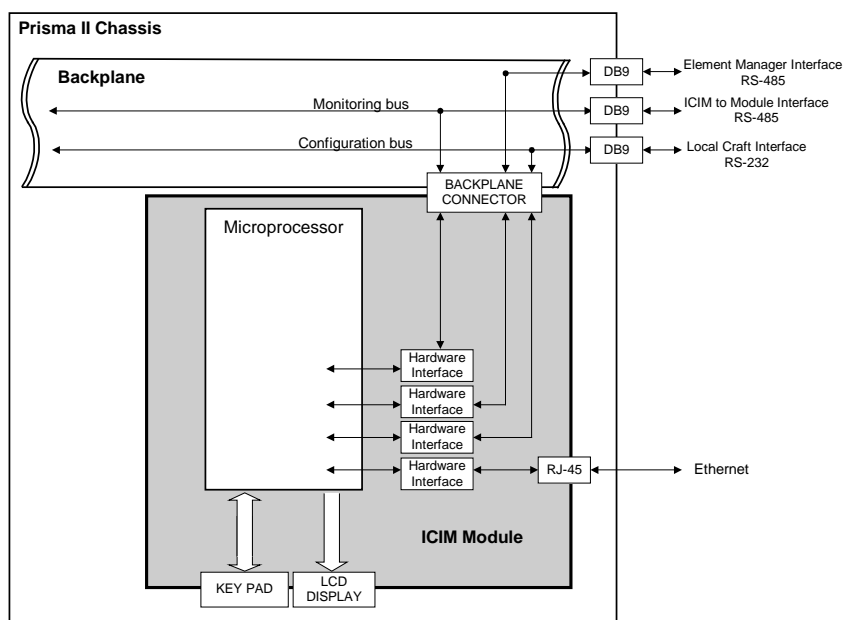 Prisma II Chassis
Backplane
Element Manager Interface
RS-485
DB9
Monitoring bus
DB9
ICIM to Module Interface
RS-485
Configuration bus
DB9
Local Craft Interface
RS-232
BACKPLANE
CONNECTOR
Microprocessor
Hardware
Interface
Hardware
Interface
Hardware
Interface
Hardware
Interface
RJ-45
Ethernet
ICIM Module
KEY PAD
LCD
DISPLAY